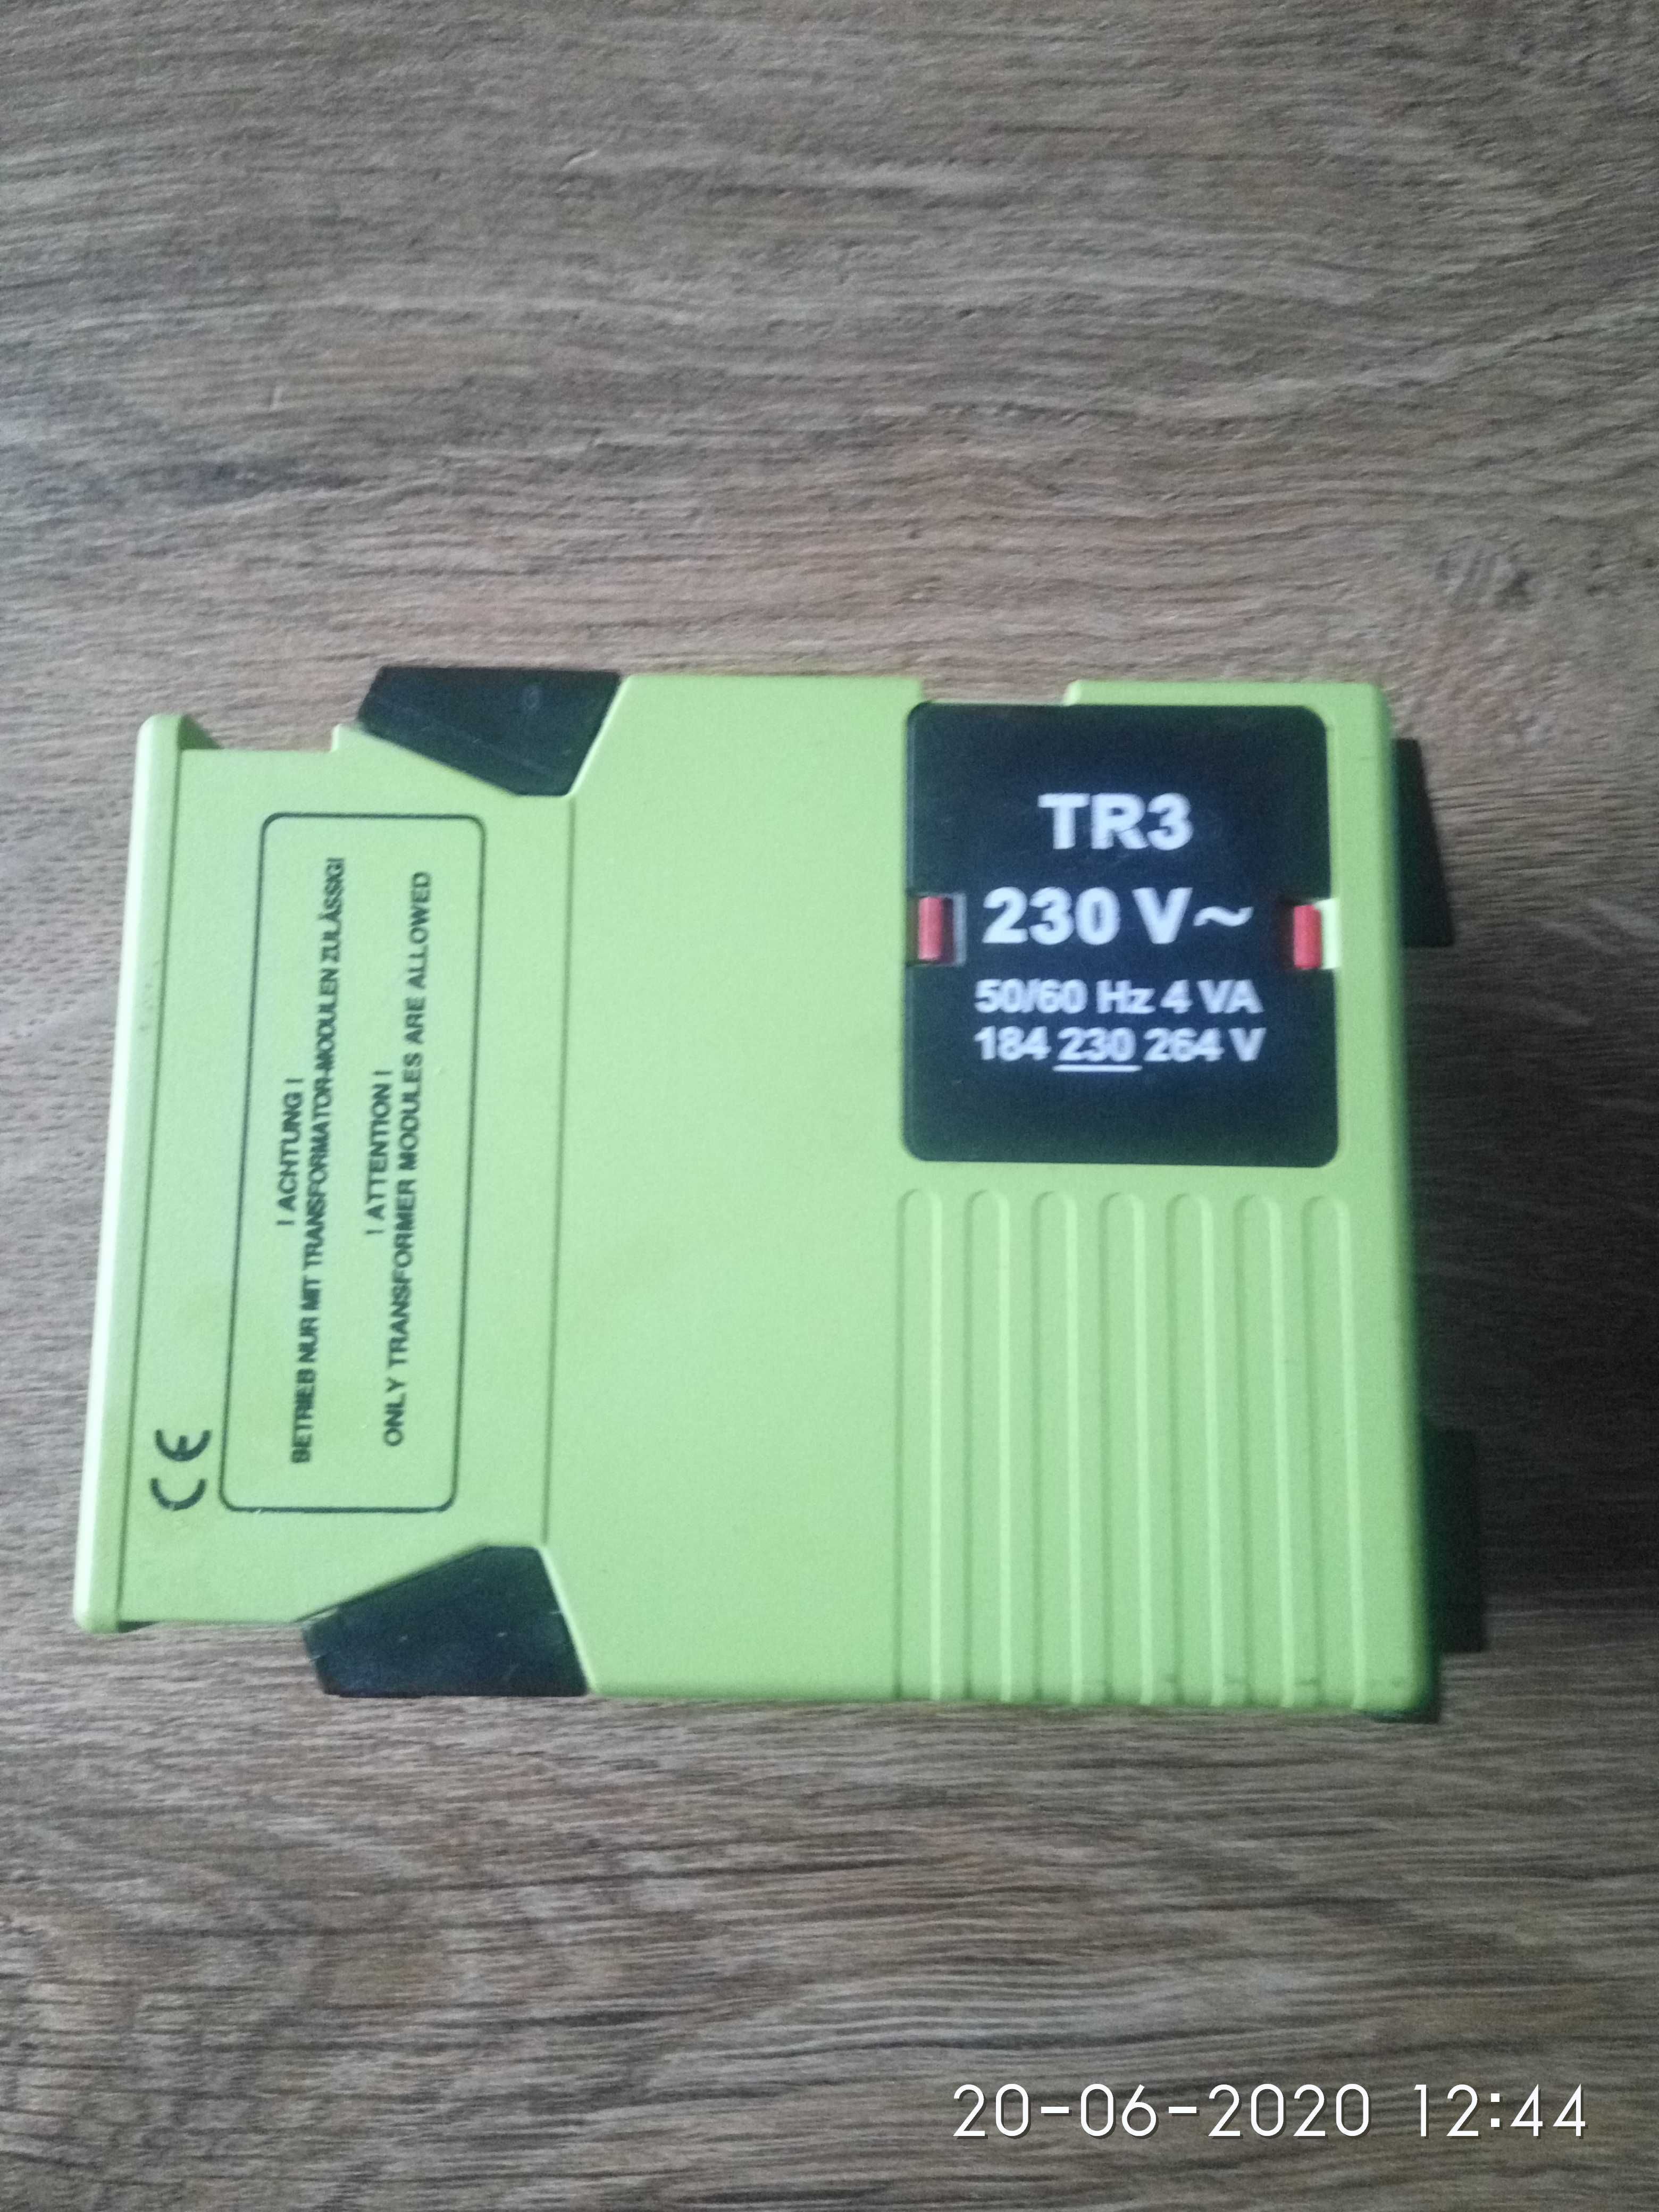 TR3
230 V~
50/60 Hz 4 VA
184 230 264 V
! ACHTUNG !
BETRIEB NUR MIT TRANSFORMATOR-MODULEN ZULÄSSIG!
! ATTENTION !
ONLY TRANSFORMER MODULES ARE ALLOWED
CE
20-06-2020 12:44